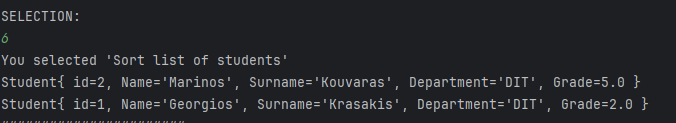 SELECTION:
6
You selected 'Sort list of students'
Student{ id=2, Name='Marinos', Surname='Kouvaras', Department='DIT', Grade=5.0 }
Student{ id=1, Name='Georgios', Surname='Krasakis', Department='DIT', Grade=2.0 }